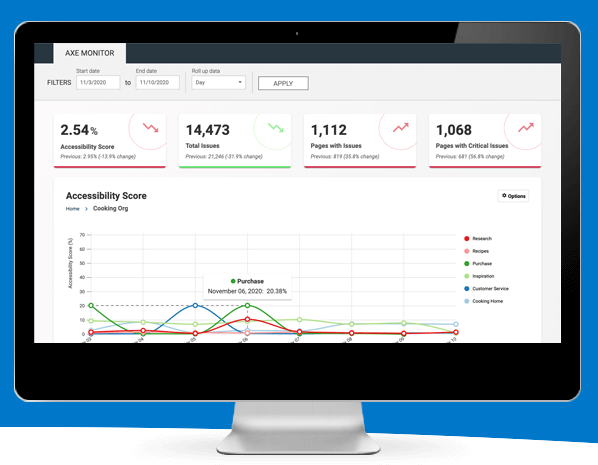 AXE MONITOR
Start date End date Roll up data
FILTERS 11/3/2020 to 11/10/2020 Day APPLY
2.54%
Accessibility Score
Previous: 2.95% (-13.9% change)
14,473
Total Issues
Previous: 21,246 (-31.9% change)
1,112
Pages with Issues
Previous: 819 (35.8% change)
1,068
Pages with Critical Issues
Previous: 681 (56.8% change)
Accessibility Score
Options
Home > Cooking Org
Accessibility Score (%)
70
60
50
40
30
20
10
0
Purchase
November 06, 2020: 20.38%
Research
Recipes
Purchase
Inspiration
Customer Service
Cooking Home